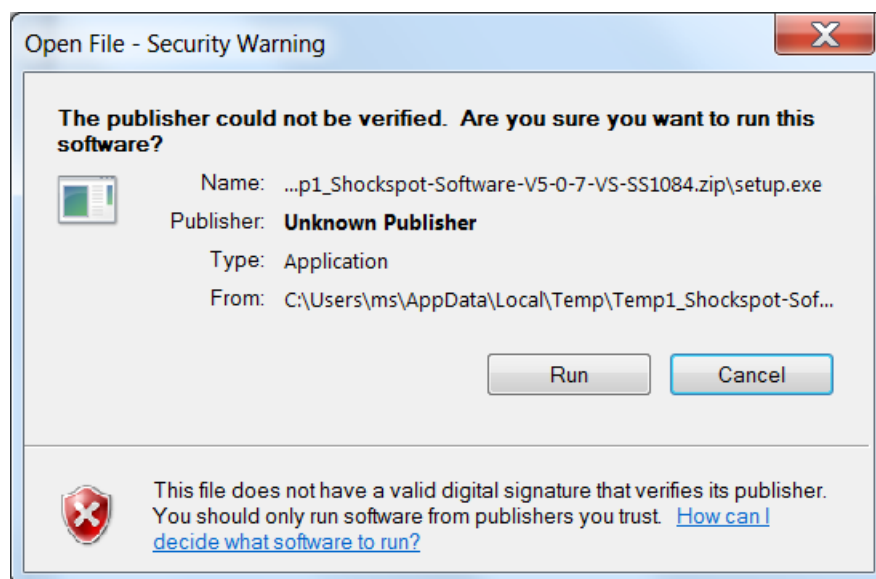 Open File - Security Warning
The publisher could not be verified.  Are you sure you want to run this
software?
Name: ...p1_Shockspot-Software-V5-0-7-VS-SS1084.zip\setup.exe
Publisher: Unknown Publisher
Type: Application
From: C:\Users\ms\AppData\Local\Temp\Temp1_Shockspot-Sof...
Run Cancel
This file does not have a valid digital signature that verifies its publisher.
You should only run software from publishers you trust.  How can I
decide what software to run?